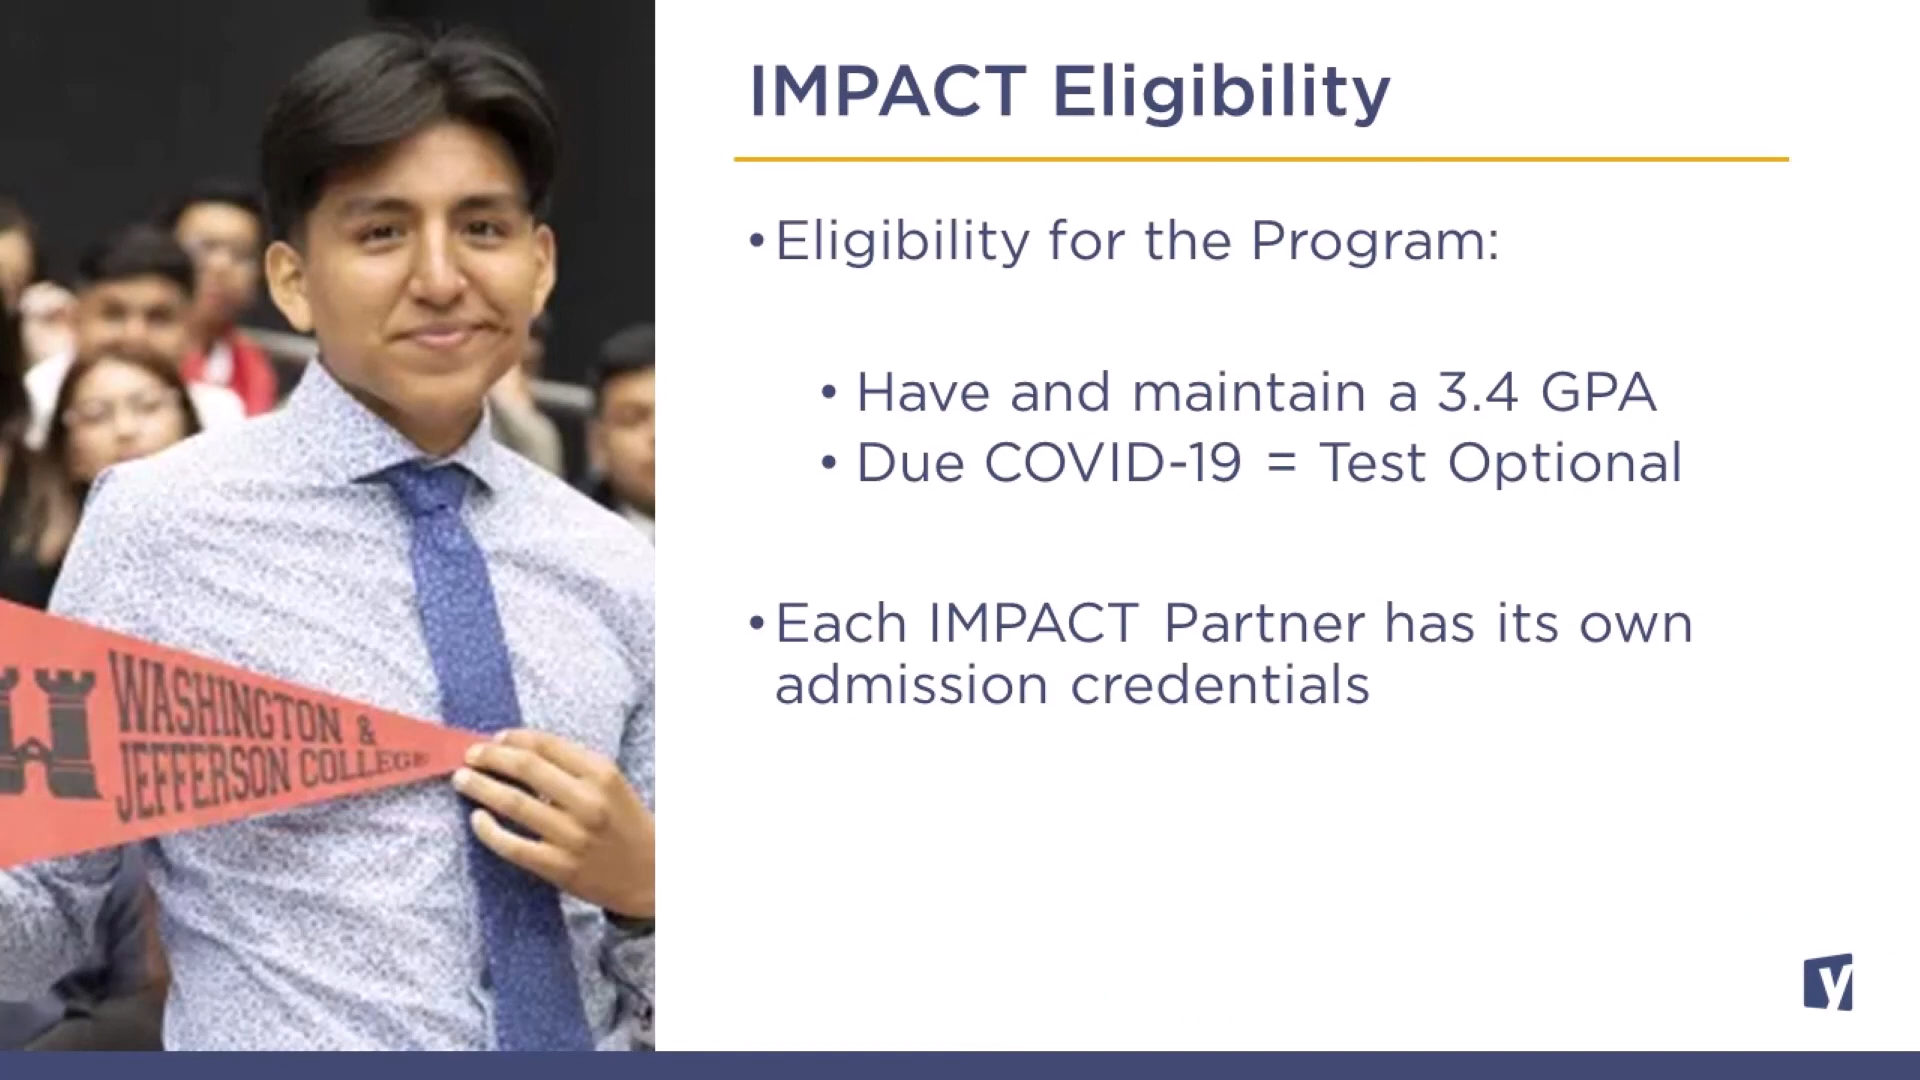 IMPACT Eligibility
•Eligibility for the Program:
• Have and maintain a 3.4 GPA
• Due COVID-19 = Test Optional
•Each IMPACT Partner has its own
admission credentials
WASHINGTON &
JEFFERSON COLLEGE
y